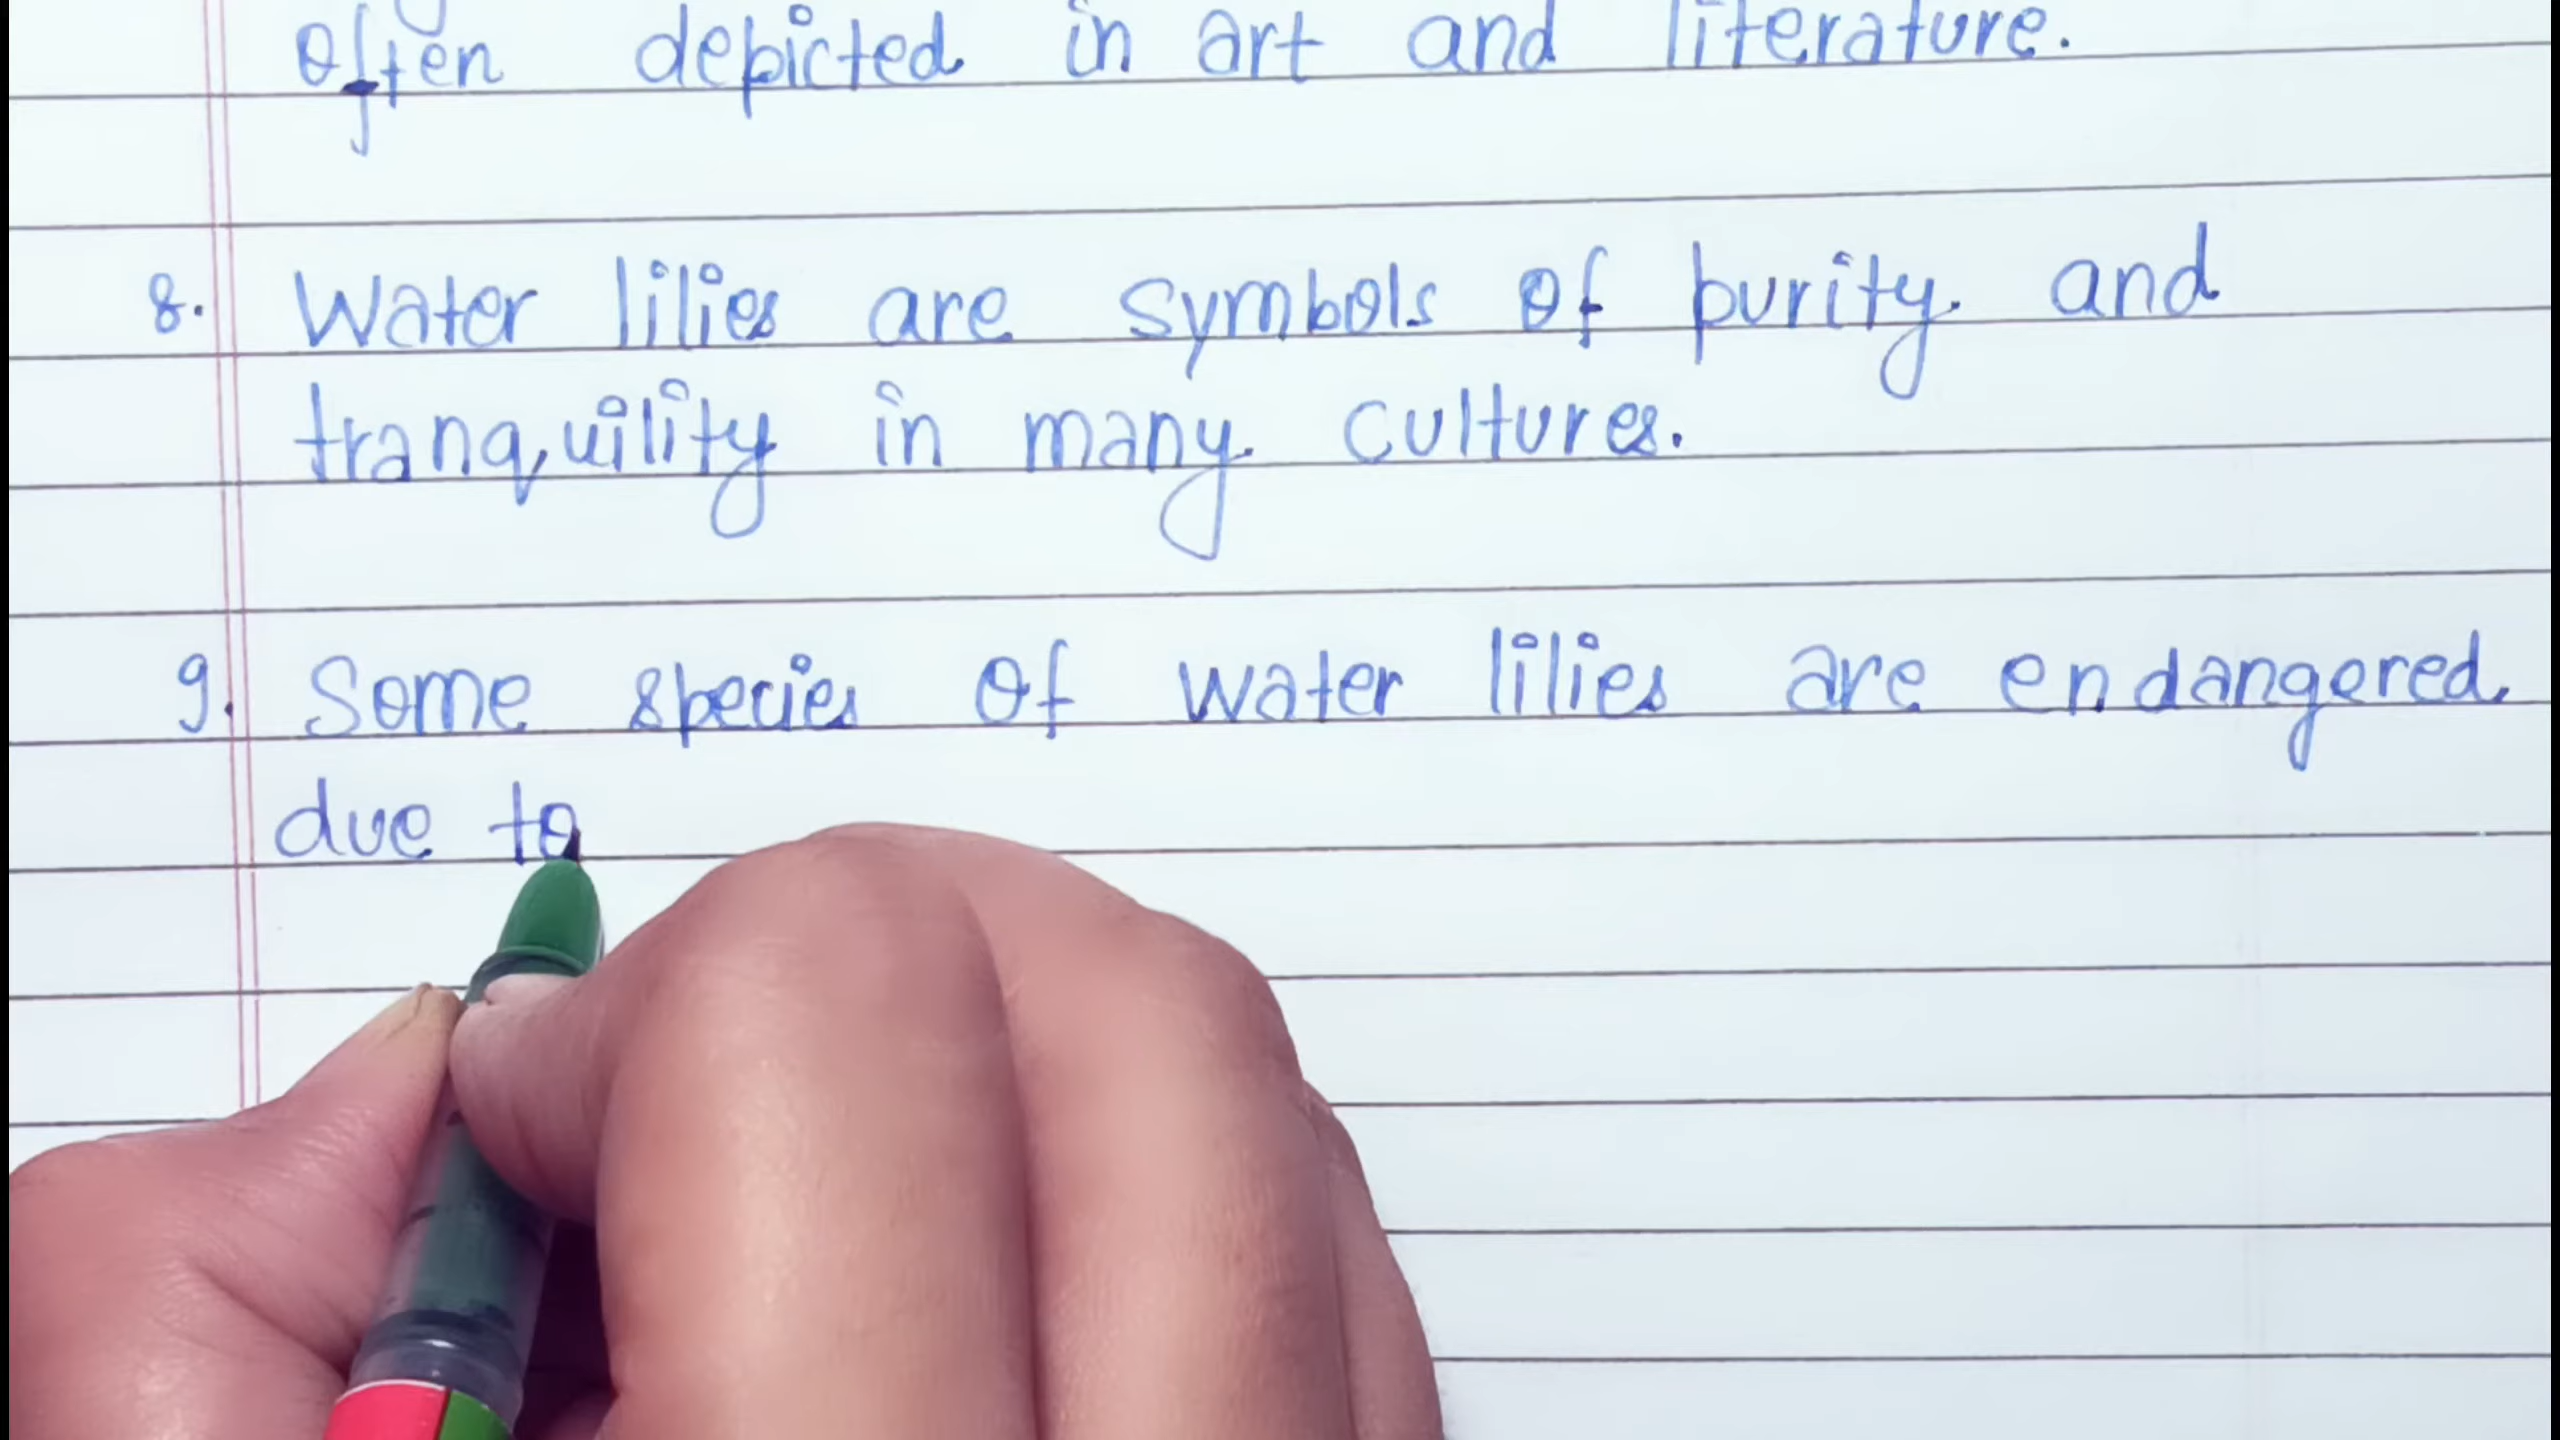 often depicted in art and literature.
8. Water lilies are symbols of purity and
tranquility in many cultures.
9. Some species of water lilies are endangered
due to